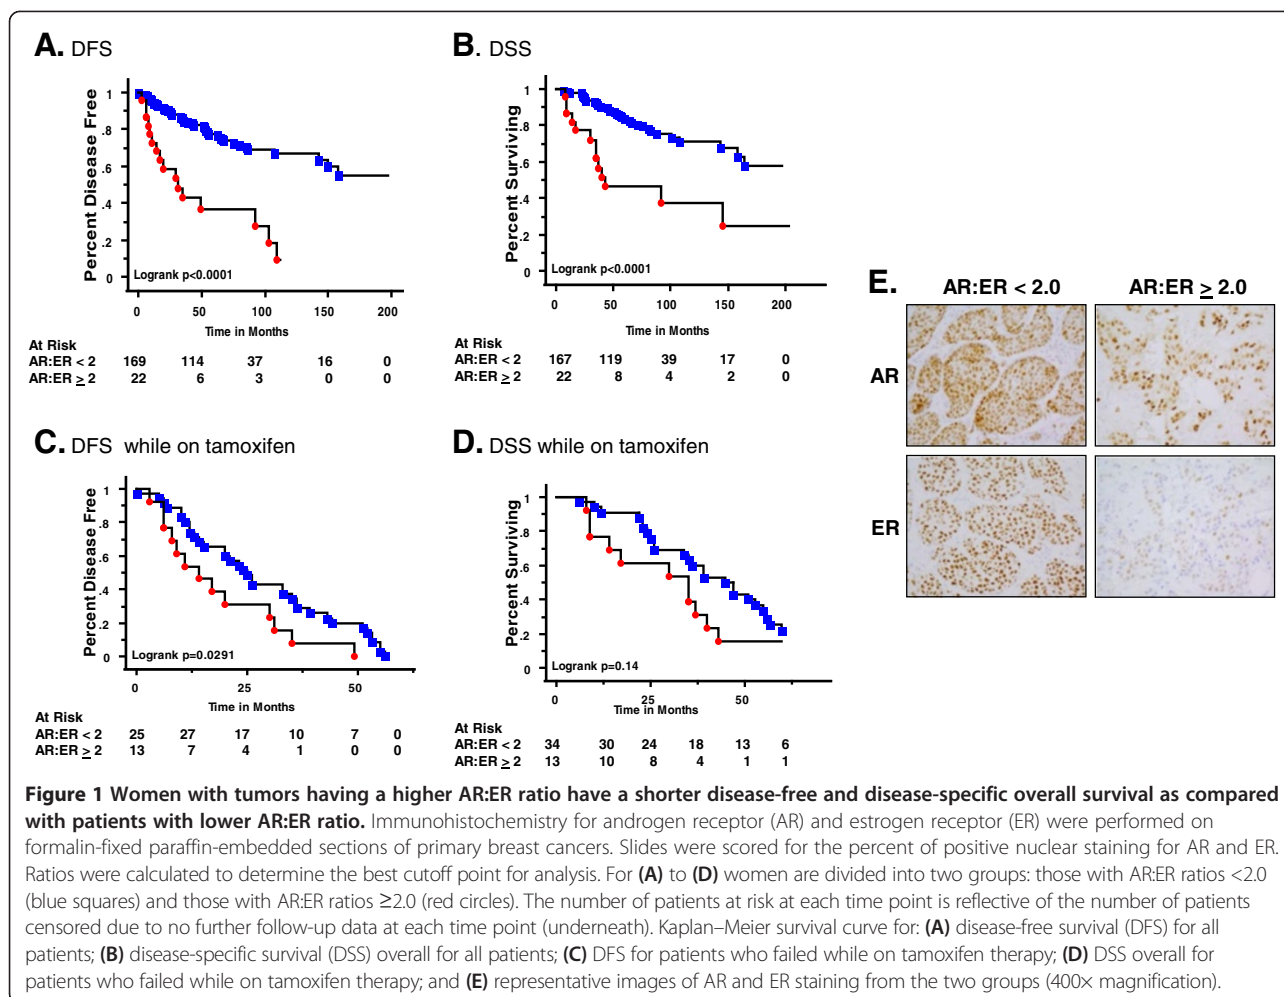 A. DFS
Percent Disease Free
1
.8
.6
.4
.2
0
Logrank p<0.0001
0 50 100 150 200
Time in Months
At Risk
AR:ER < 2 169 114 37 16 0
AR:ER ≥ 2 22 6 3 0 0
B. DSS
Percent Surviving
1
.8
.6
.4
.2
0
Logrank p<0.0001
0 50 100 150 200
Time in Months
At Risk
AR:ER < 2 167 119 39 17 0
AR:ER ≥ 2 22 8 4 2 0
C. DFS while on tamoxifen
Percent Disease Free
1
.8
.6
.4
.2
0
Logrank p=0.0291
0 25 50
Time in Months
At Risk
AR:ER < 2 25 27 17 10 7 0
AR:ER ≥ 2 13 7 4 1 0 0
D. DSS while on tamoxifen
Percent Surviving
1
.8
.6
.4
.2
0
Logrank p=0.14
0 25 50
Time in Months
At Risk
AR:ER < 2 34 30 24 18 13 6
AR:ER ≥ 2 13 10 8 4 1 1
E. AR:ER < 2.0 AR:ER ≥ 2.0
AR
ER
Figure 1 Women with tumors having a higher AR:ER ratio have a shorter disease-free and disease-specific overall survival as compared
with patients with lower AR:ER ratio. Immunohistochemistry for androgen receptor (AR) and estrogen receptor (ER) were performed on
formalin-fixed paraffin-embedded sections of primary breast cancers. Slides were scored for the percent of positive nuclear staining for AR and ER.
Ratios were calculated to determine the best cutoff point for analysis. For (A) to (D) women are divided into two groups: those with AR:ER ratios <2.0
(blue squares) and those with AR:ER ratios ≥2.0 (red circles). The number of patients at risk at each time point is reflective of the number of patients
censored due to no further follow-up data at each time point (underneath). Kaplan–Meier survival curve for: (A) disease-free survival (DFS) for all
patients; (B) disease-specific survival (DSS) overall for all patients; (C) DFS for patients who failed while on tamoxifen therapy; (D) DSS overall for
patients who failed while on tamoxifen therapy; and (E) representative images of AR and ER staining from the two groups (400× magnification).